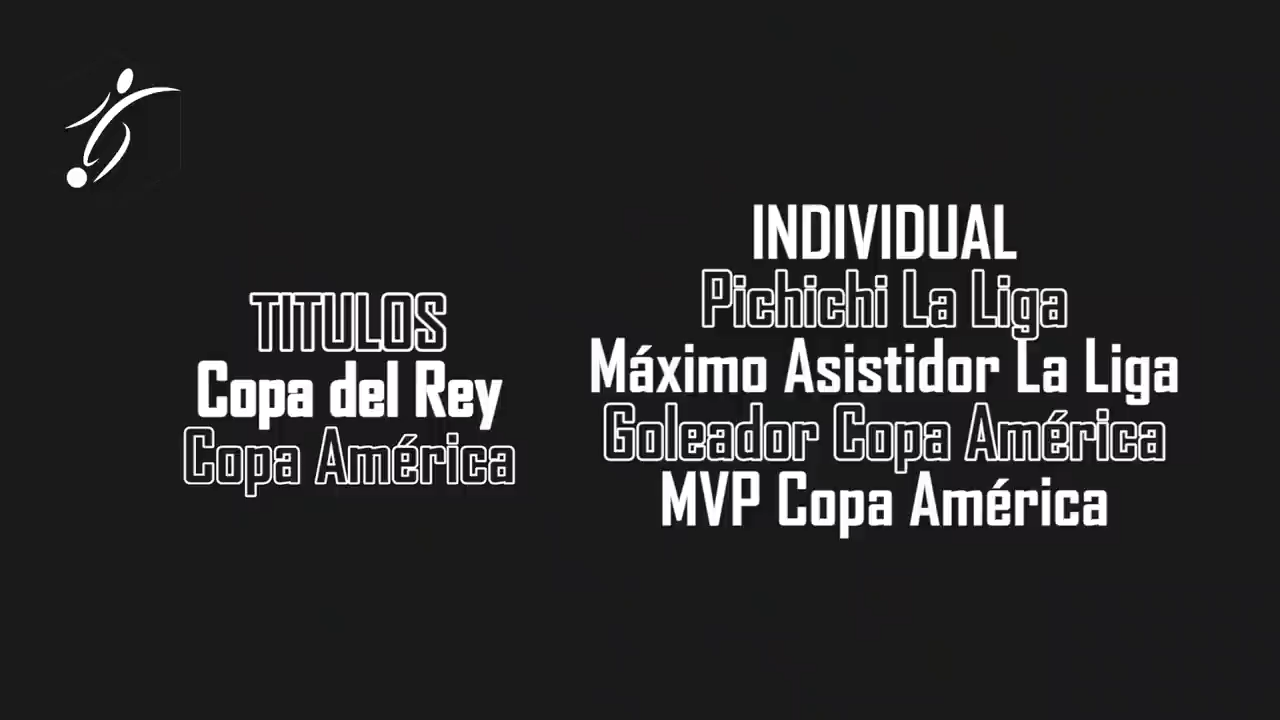 TITULOS
Copa del Rey
Copa América
INDIVIDUAL
Pichichi La Liga
Máximo Asistidor La Liga
Goleador Copa América
MVP Copa América